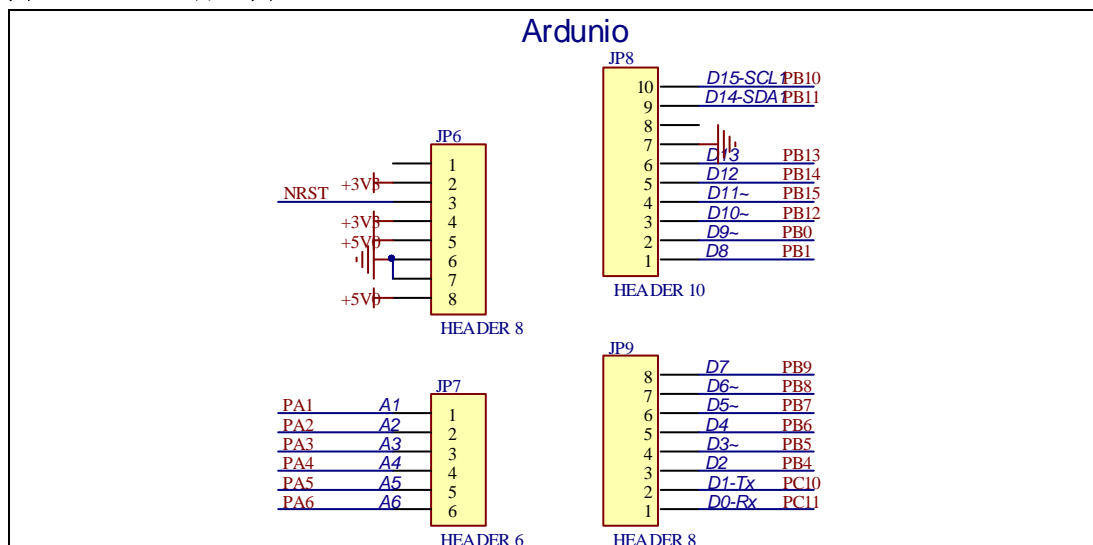 Ardunio
JP6
1
+3V3 2
NRST 3
+3V3 4
+5V0 5
6
7
+5V0 8
HEADER 8
JP8
10 D15-SCL1 PB10
9 D14-SDA1 PB11
8
7
6 D13 PB13
5 D12 PB14
4 D11~ PB15
3 D10~ PB12
2 D9~ PB0
1 D8 PB1
HEADER 10
JP7
PA1 A1 1
PA2 A2 2
PA3 A3 3
PA4 A4 4
PA5 A5 5
PA6 A6 6
HEADER 6
JP9
8 D7 PB9
7 D6~ PB8
6 D5~ PB7
5 D4 PB6
4 D3~ PB5
3 D2 PB4
2 D1-Tx PC10
1 D0-Rx PC11
HEADER 8